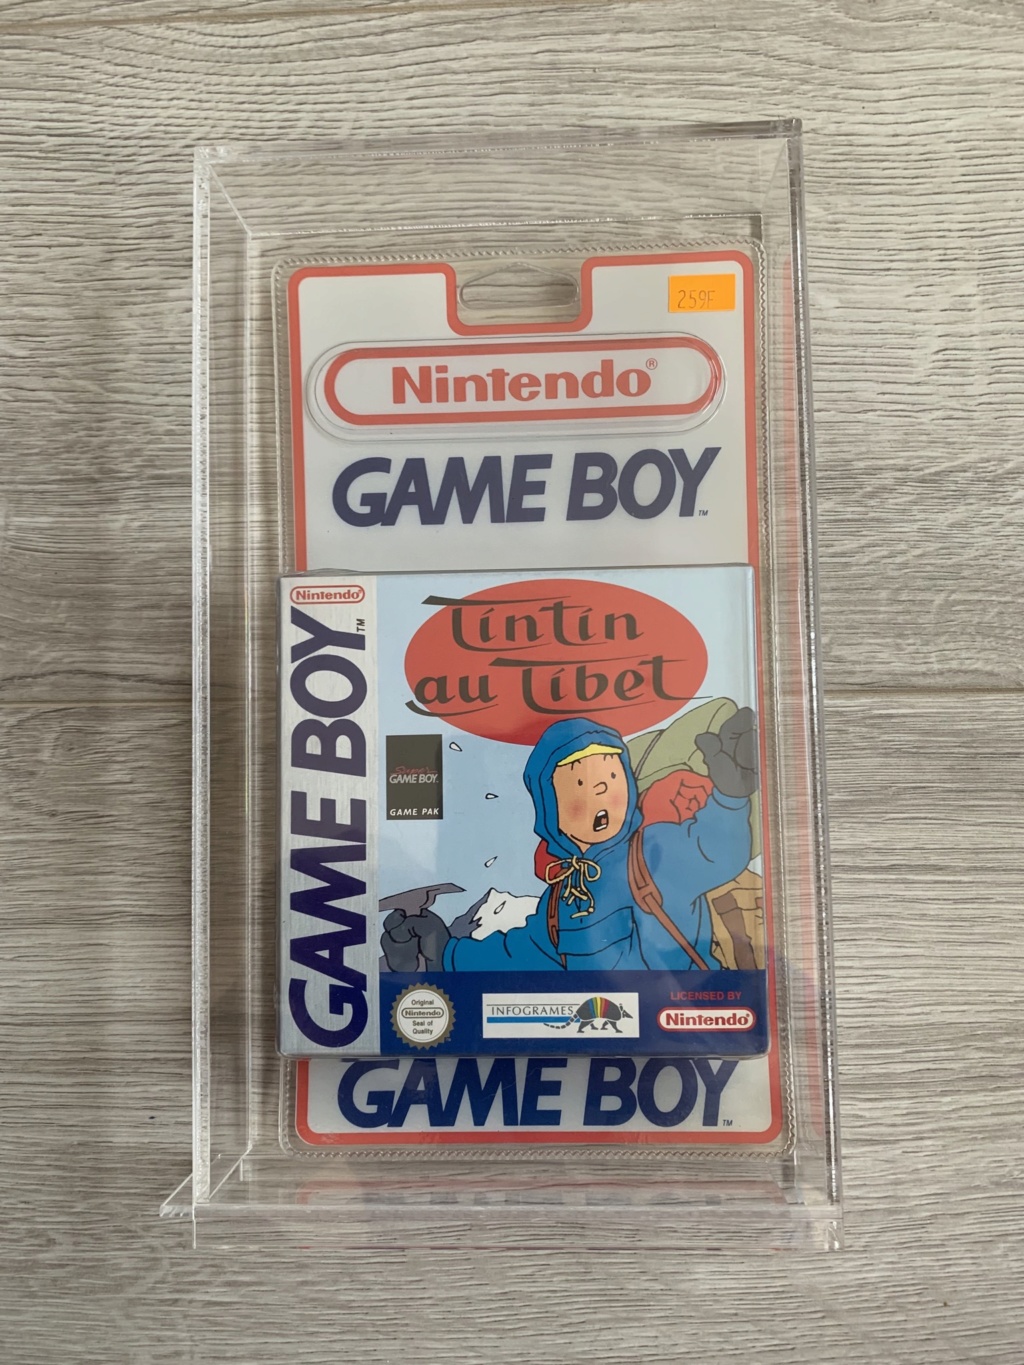 259F
Nintendo®
GAME BOY™
Nintendo®
GAME BOY™
Tintin
au Tibet
Super
GAME BOY
GAME PAK
Original
Nintendo
Seal of
Quality
INFOGRAMES
LICENSED BY
Nintendo
GAME BOY™